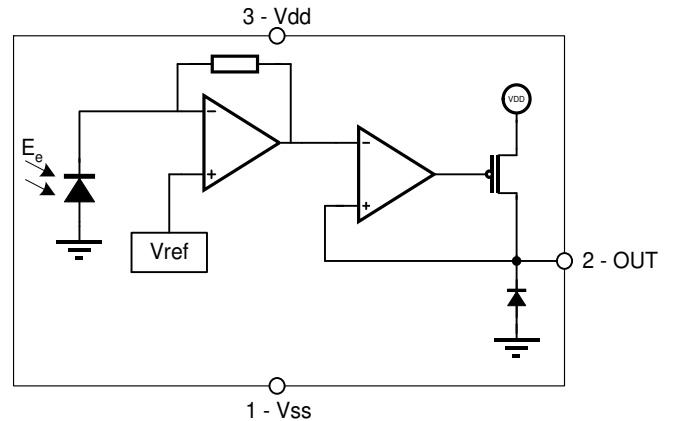 3 - Vdd
VDD
−
+
−
+
Ee
Vref
2 - OUT
1 - Vss